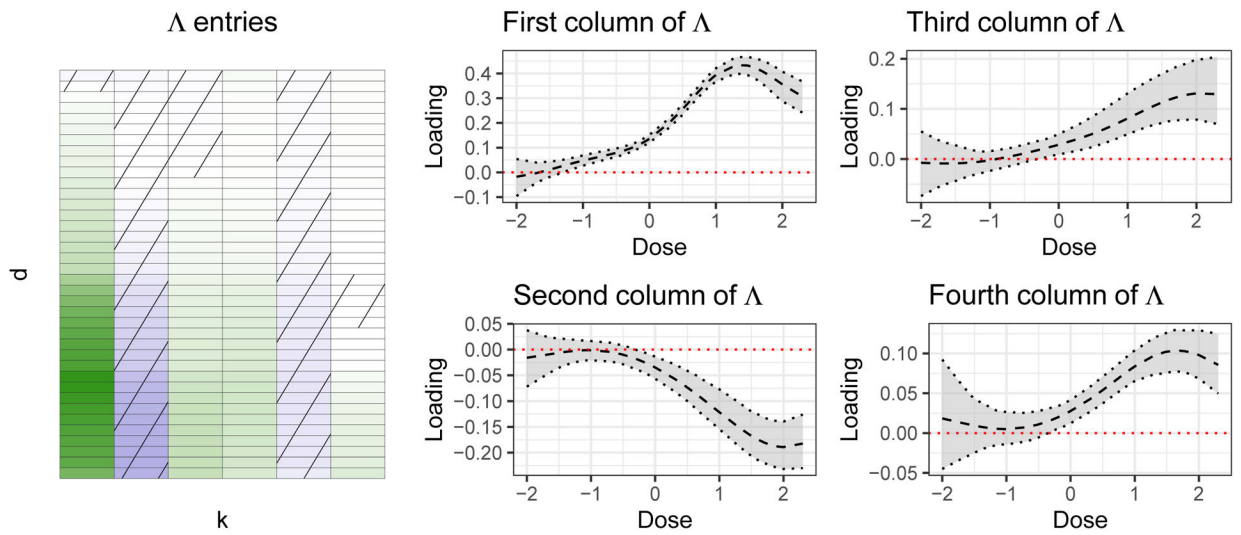 Λ entries
d
k
First column of Λ
Loading
0.4
0.3
0.2
0.1
0.0
−0.1
−2 −1 0 1 2
Dose
Third column of Λ
Loading
0.2
0.1
0.0
−2 −1 0 1 2
Dose
Second column of Λ
Loading
0.05
0.00
−0.05
−0.10
−0.15
−0.20
−2 −1 0 1 2
Dose
Fourth column of Λ
Loading
0.10
0.05
0.00
−0.05
−2 −1 0 1 2
Dose